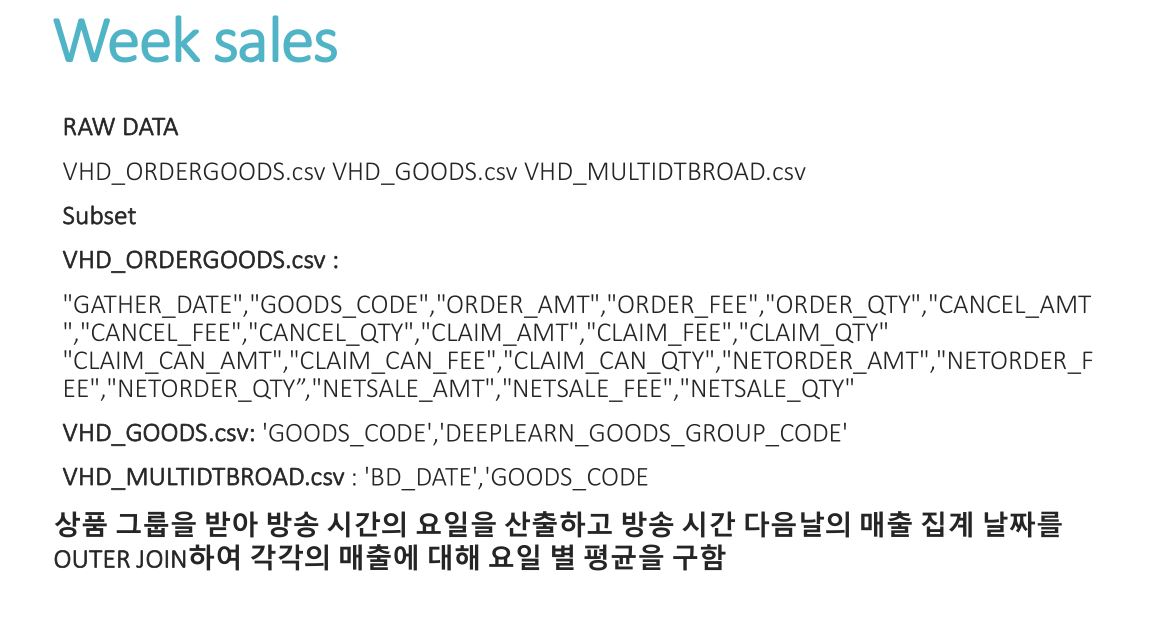 Week sales
RAW DATA
VHD_ORDERGOODS.csv VHD_GOODS.csv VHD_MULTIDTBROAD.csv
Subset
VHD_ORDERGOODS.csv :
"GATHER_DATE","GOODS_CODE","ORDER_AMT","ORDER_FEE","ORDER_QTY","CANCEL_AMT
","CANCEL_FEE","CANCEL_QTY","CLAIM_AMT","CLAIM_FEE","CLAIM_QTY"
"CLAIM_CAN_AMT","CLAIM_CAN_FEE","CLAIM_CAN_QTY","NETORDER_AMT","NETORDER_F
EE","NETORDER_QTY”,"NETSALE_AMT","NETSALE_FEE","NETSALE_QTY"
VHD_GOODS.csv: 'GOODS_CODE','DEEPLEARN_GOODS_GROUP_CODE'
VHD_MULTIDTBROAD.csv : 'BD_DATE','GOODS_CODE
상품 그룹을 받아 방송 시간의 요일을 산출하고 방송 시간 다음날의 매출 집계 날짜를
OUTER JOIN하여 각각의 매출에 대해 요일 별 평균을 구함